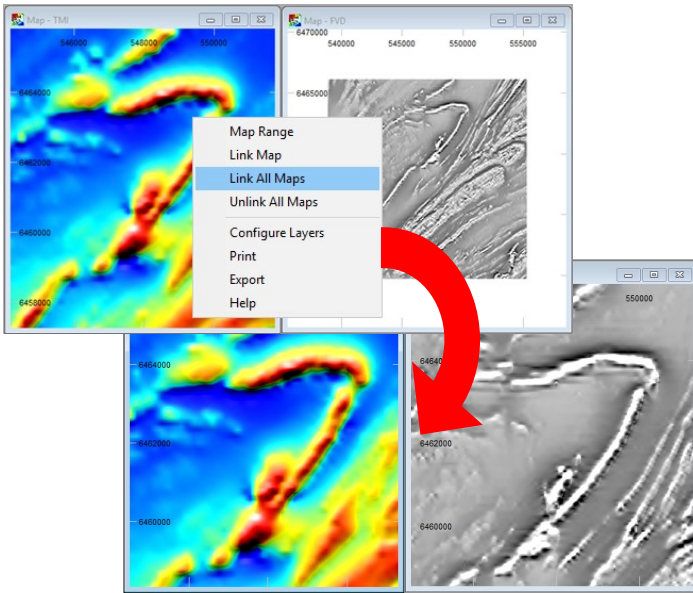 Map - TMI
546000 548000 550000
6464000
6462000
6460000
6458000
Map - FVD
6470000
540000 545000 550000 555000
6465000
Map Range
Link Map
Link All Maps
Unlink All Maps
Configure Layers
Print
Export
Help
6464000
6462000
6460000
550000
6462000
6460000